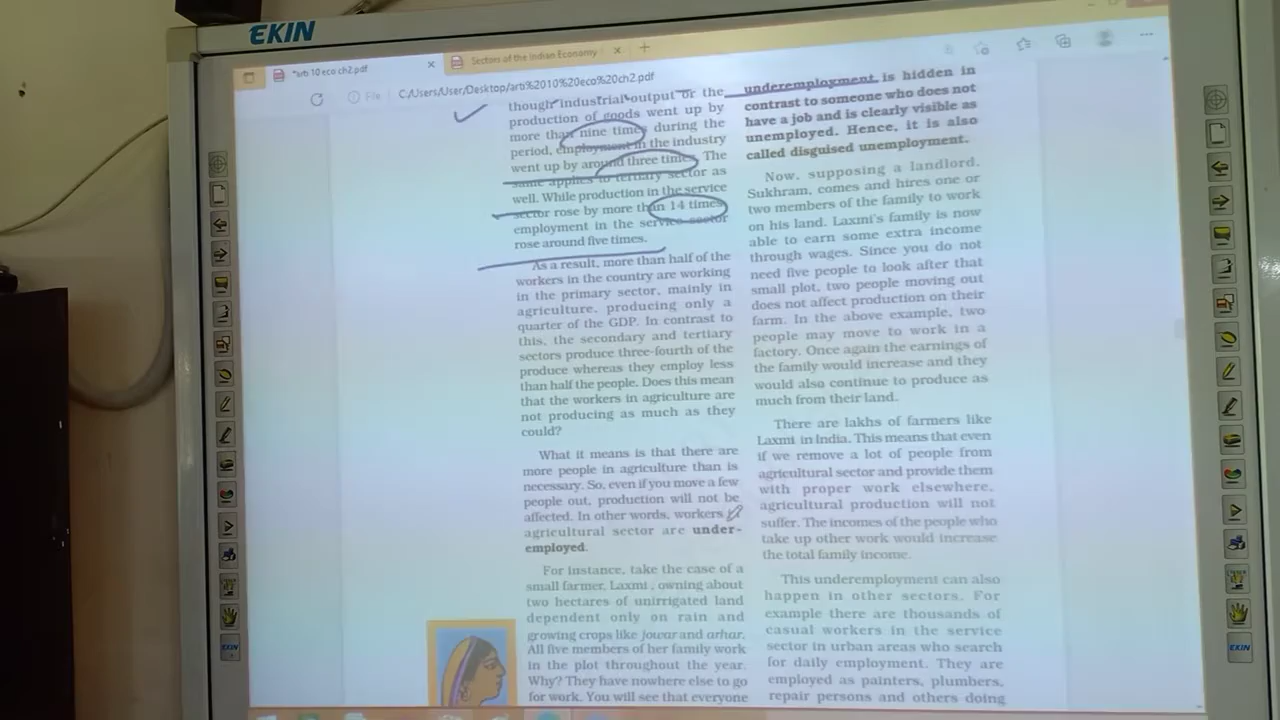 EKIN
*arti 10 eco ch2.pdf
Sectors of the Indian Economy
File
C:/Users/User/Desktop/arti%2010%20eco%20ch2.pdf
though industrial output or the
production of goods went up by
more than nine times during the
period, employment in the industry
went up by around three times. The
same applies to tertiary sector as
well. While production in the service
sector rose by more than 14 times
employment in the service sector
rose around five times.
As a result, more than half of the
workers in the country are working
in the primary sector, mainly in
agriculture, producing only a
quarter of the GDP. In contrast to
this, the secondary and tertiary
sectors produce three-fourth of the
produce whereas they employ less
than half the people. Does this mean
that the workers in agriculture are
not producing as much as they
could?
What it means is that there are
more people in agriculture than is
necessary. So, even if you move a few
people out, production will not be
affected. In other words, workers
agricultural sector are under-
employed.
For instance, take the case of a
small farmer, Laxmi, owning about
two hectares of unirrigated land
dependent only on rain and
growing crops like jowar and arhar.
All five members of her family work
in the plot throughout the year.
Why? They have nowhere else to go
for work. You will see that everyone
underemployment is hidden in
contrast to someone who does not
have a job and is clearly visible as
unemployed. Hence, it is also
called disguised unemployment.
Now, supposing a landlord,
Sukhram, comes and hires one or
two members of the family to work
on his land. Laxmi's family is now
able to earn some extra income
through wages. Since you do not
need five people to look after that
small plot, two people moving out
does not affect production on their
farm. In the above example, two
people may move to work in a
factory. Once again the earnings of
the family would increase and they
would also continue to produce as
much from their land.
There are lakhs of farmers like
Laxmi in India. This means that even
if we remove a lot of people from
agricultural sector and provide them
with proper work elsewhere,
agricultural production will not
suffer. The incomes of the people who
take up other work would increase
the total family income.
This underemployment can also
happen in other sectors. For
example there are thousands of
casual workers in the service
sector in urban areas who search
for daily employment. They are
employed as painters, plumbers,
repair persons and others doing
EKIN
EKIN